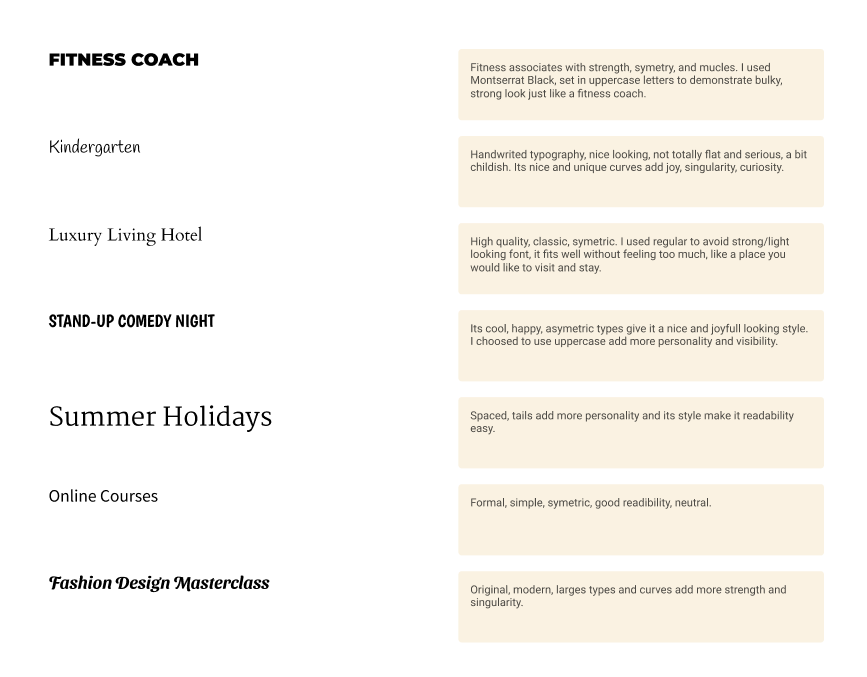 FITNESS COACH
Fitness associates with strength, symetry, and mucles. I used
Montserrat Black, set in uppercase letters to demonstrate bulky,
strong look just like a fitness coach.
Kindergarten
Handwrited typography, nice looking, not totally flat and serious, a bit
childish. Its nice and unique curves add joy, singularity, curiosity.
Luxury Living Hotel
High quality, classic, symetric. I used regular to avoid strong/light
looking font, it fits well without feeling too much, like a place you
would like to visit and stay.
STAND-UP COMEDY NIGHT
Its cool, happy, asymetric types give it a nice and joyfull looking style.
I choosed to use uppercase add more personality and visibility.
Summer Holidays
Spaced, tails add more personality and its style make it readability
easy.
Online Courses
Formal, simple, symetric, good readibility, neutral.
Fashion Design Masterclass
Original, modern, larges types and curves add more strength and
singularity.